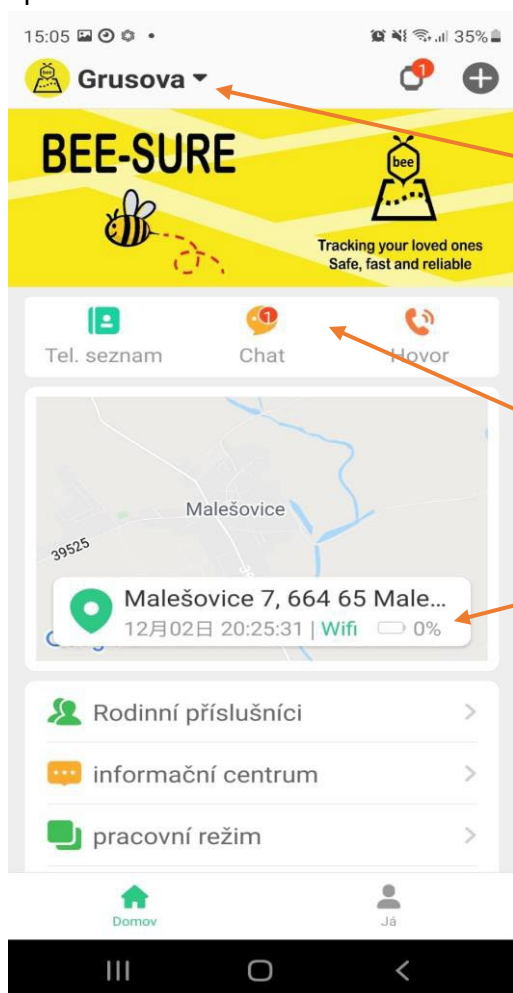 15:05
35%
Grusova
1
BEE-SURE
bee
Tracking your loved ones
Safe, fast and reliable
1
Tel. seznam
Chat
Hovor
Malešovice
39525
Malešovice 7, 664 65 Male...
12月02日 20:25:31 | Wifi 0%
Rodinní příslušníci
informační centrum
pracovní režim
Domov
Já